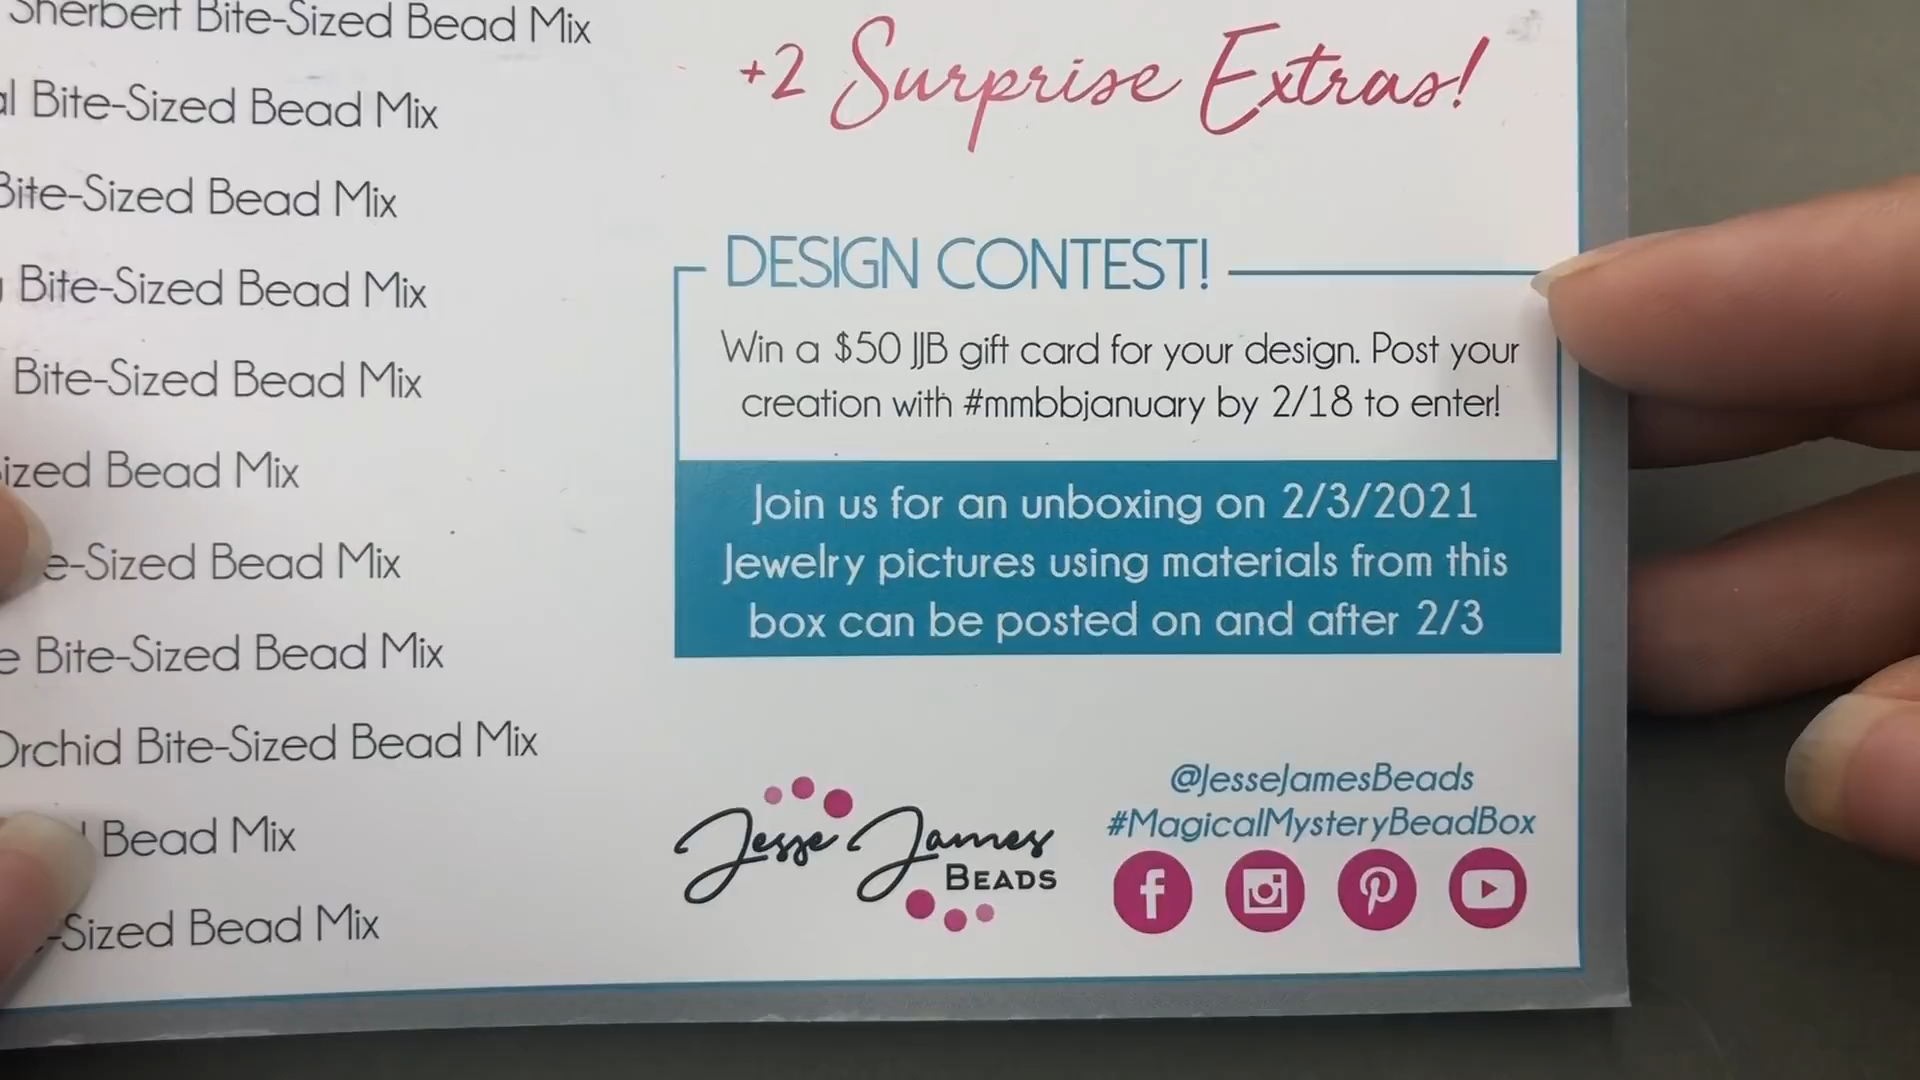 Sherbert Bite-Sized Bead Mix
Bite-Sized Bead Mix
Bite-Sized Bead Mix
Bite-Sized Bead Mix
Bite-Sized Bead Mix
Bead Mix
-Sized Bead Mix
Bite-Sized Bead Mix
Orchid Bite-Sized Bead Mix
Bead Mix
-Sized Bead Mix
+2 Surprise Extras!
DESIGN CONTEST!
Win a $50 JJB gift card for your design. Post your
creation with #mmbbjanuary by 2/18 to enter!
Join us for an unboxing on 2/3/2021
Jewelry pictures using materials from this
box can be posted on and after 2/3
Jesse James
BEADS
@JesseJamesBeads
#MagicalMysteryBeadBox